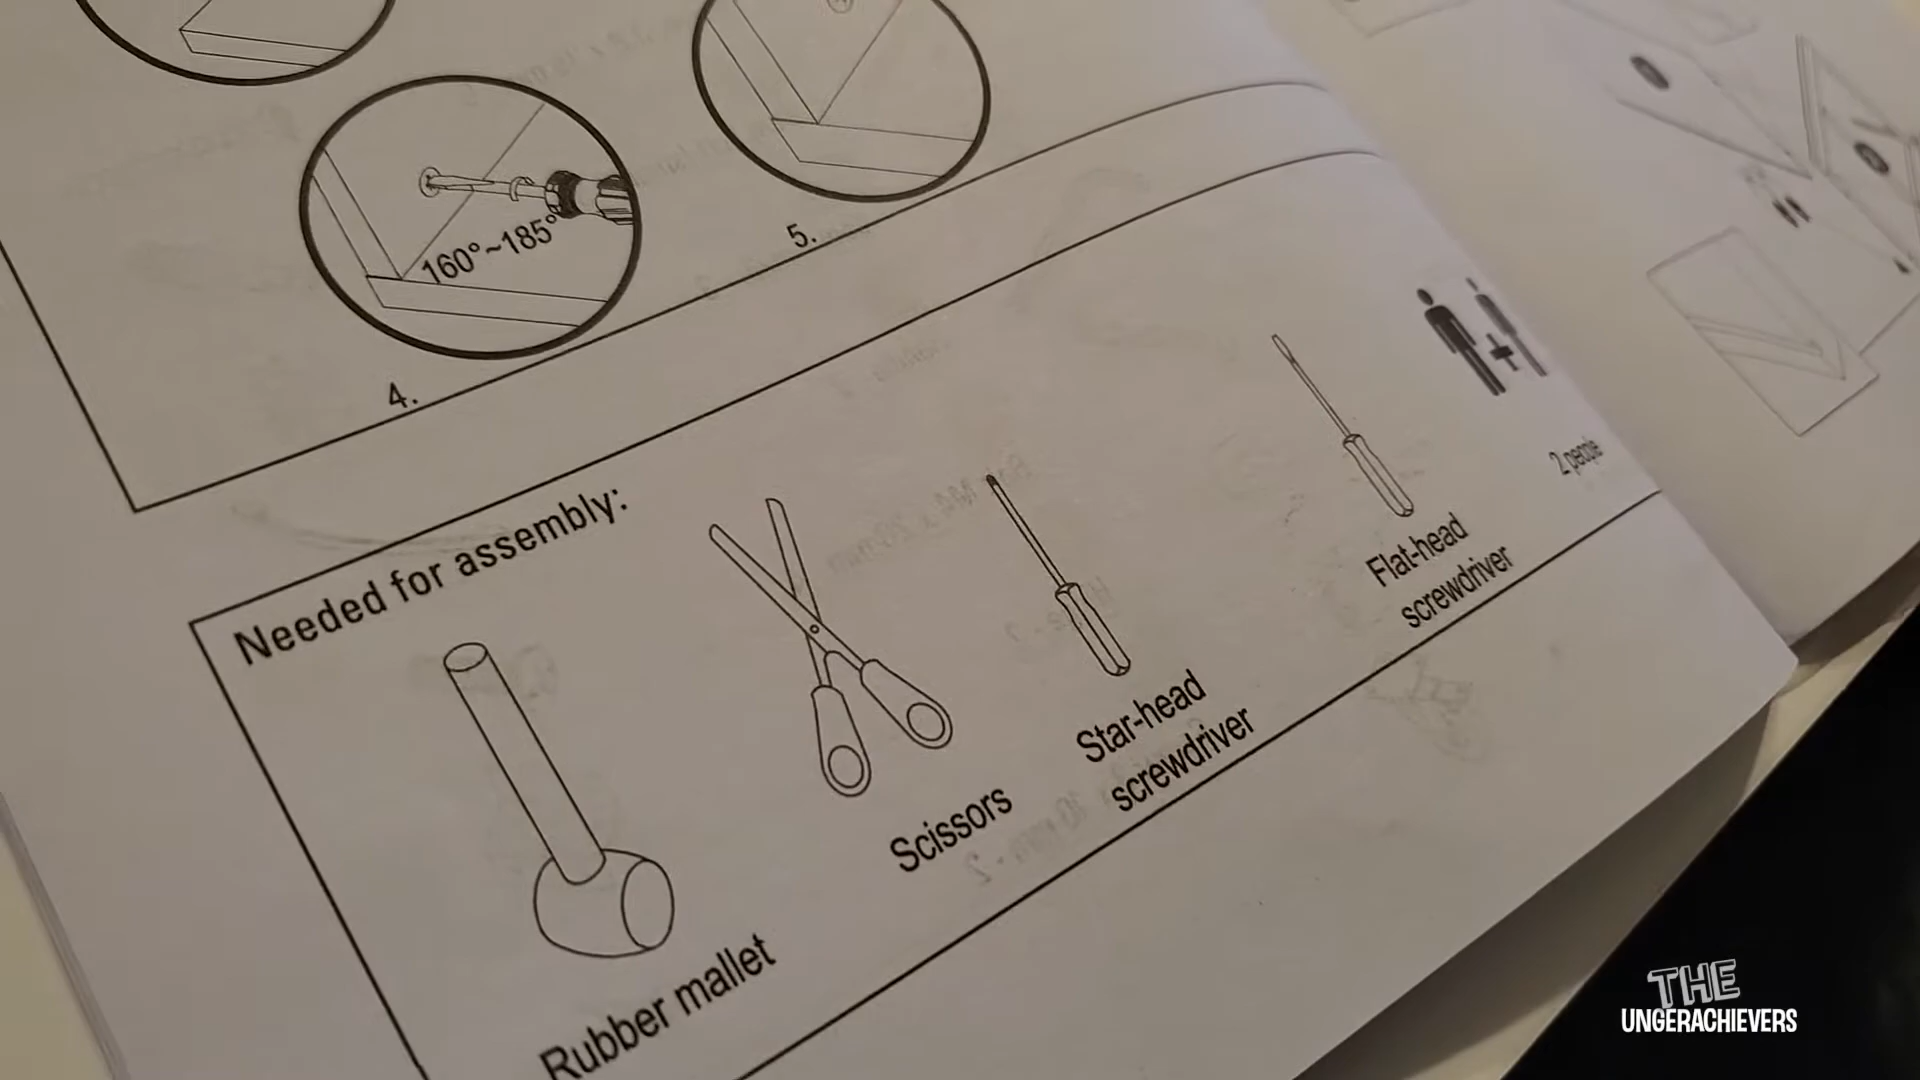 160°~185°
4.
5.
Needed for assembly:
Rubber mallet
Scissors
Star-head
screwdriver
Flat-head
screwdriver
2 people
THE
UNGERACHIEVERS